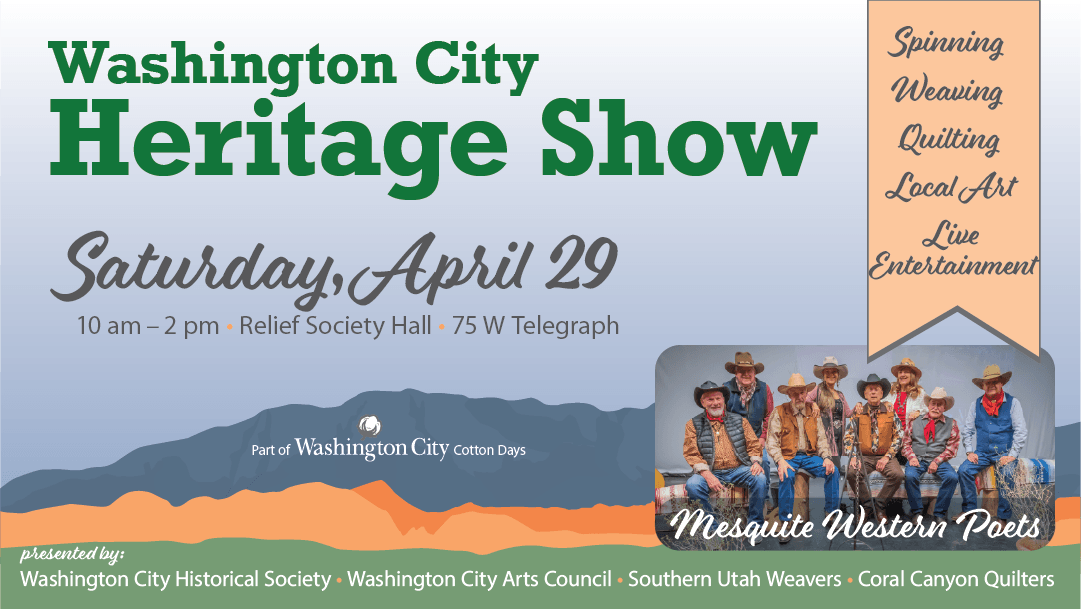 Washington City
Heritage Show
Saturday, April 29
10 am – 2 pm • Relief Society Hall • 75 W Telegraph
Spinning
Weaving
Quilting
Local Art
Live
Entertainment
Part of Washington City Cotton Days
Mesquite Western Poets
presented by:
Washington City Historical Society • Washington City Arts Council • Southern Utah Weavers • Coral Canyon Quilters